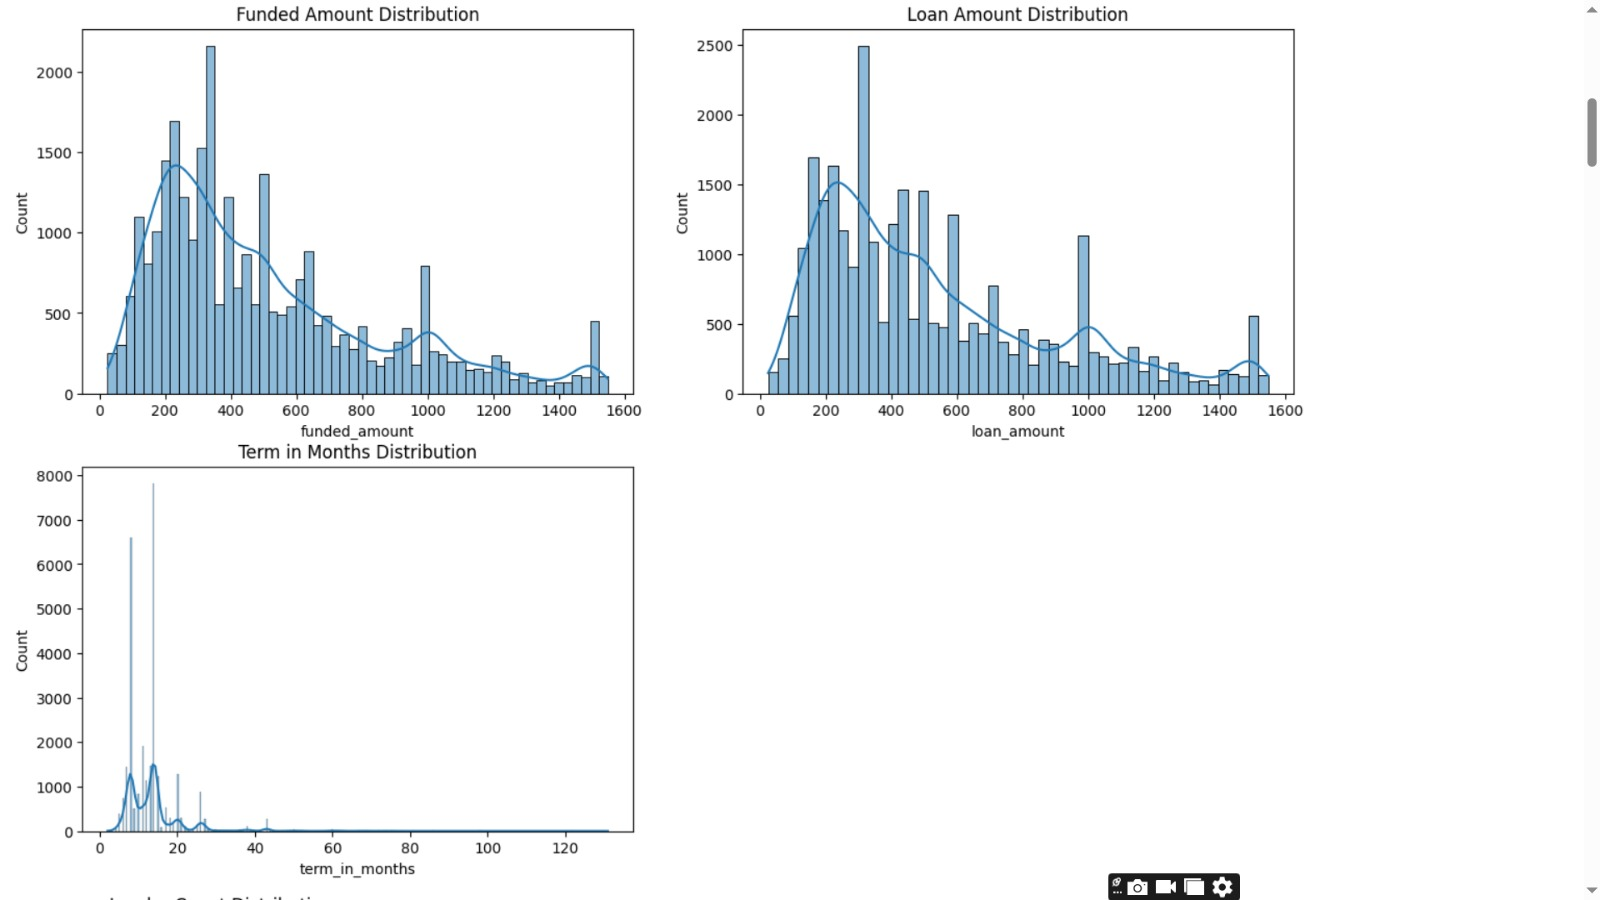 Funded Amount Distribution
Count
2000
1500
1000
500
0
0 200 400 600 800 1000 1200 1400 1600
funded_amount
Loan Amount Distribution
Count
2500
2000
1500
1000
500
0
0 200 400 600 800 1000 1200 1400 1600
loan_amount
Term in Months Distribution
Count
8000
7000
6000
5000
4000
3000
2000
1000
0
0 20 40 60 80 100 120
term_in_months